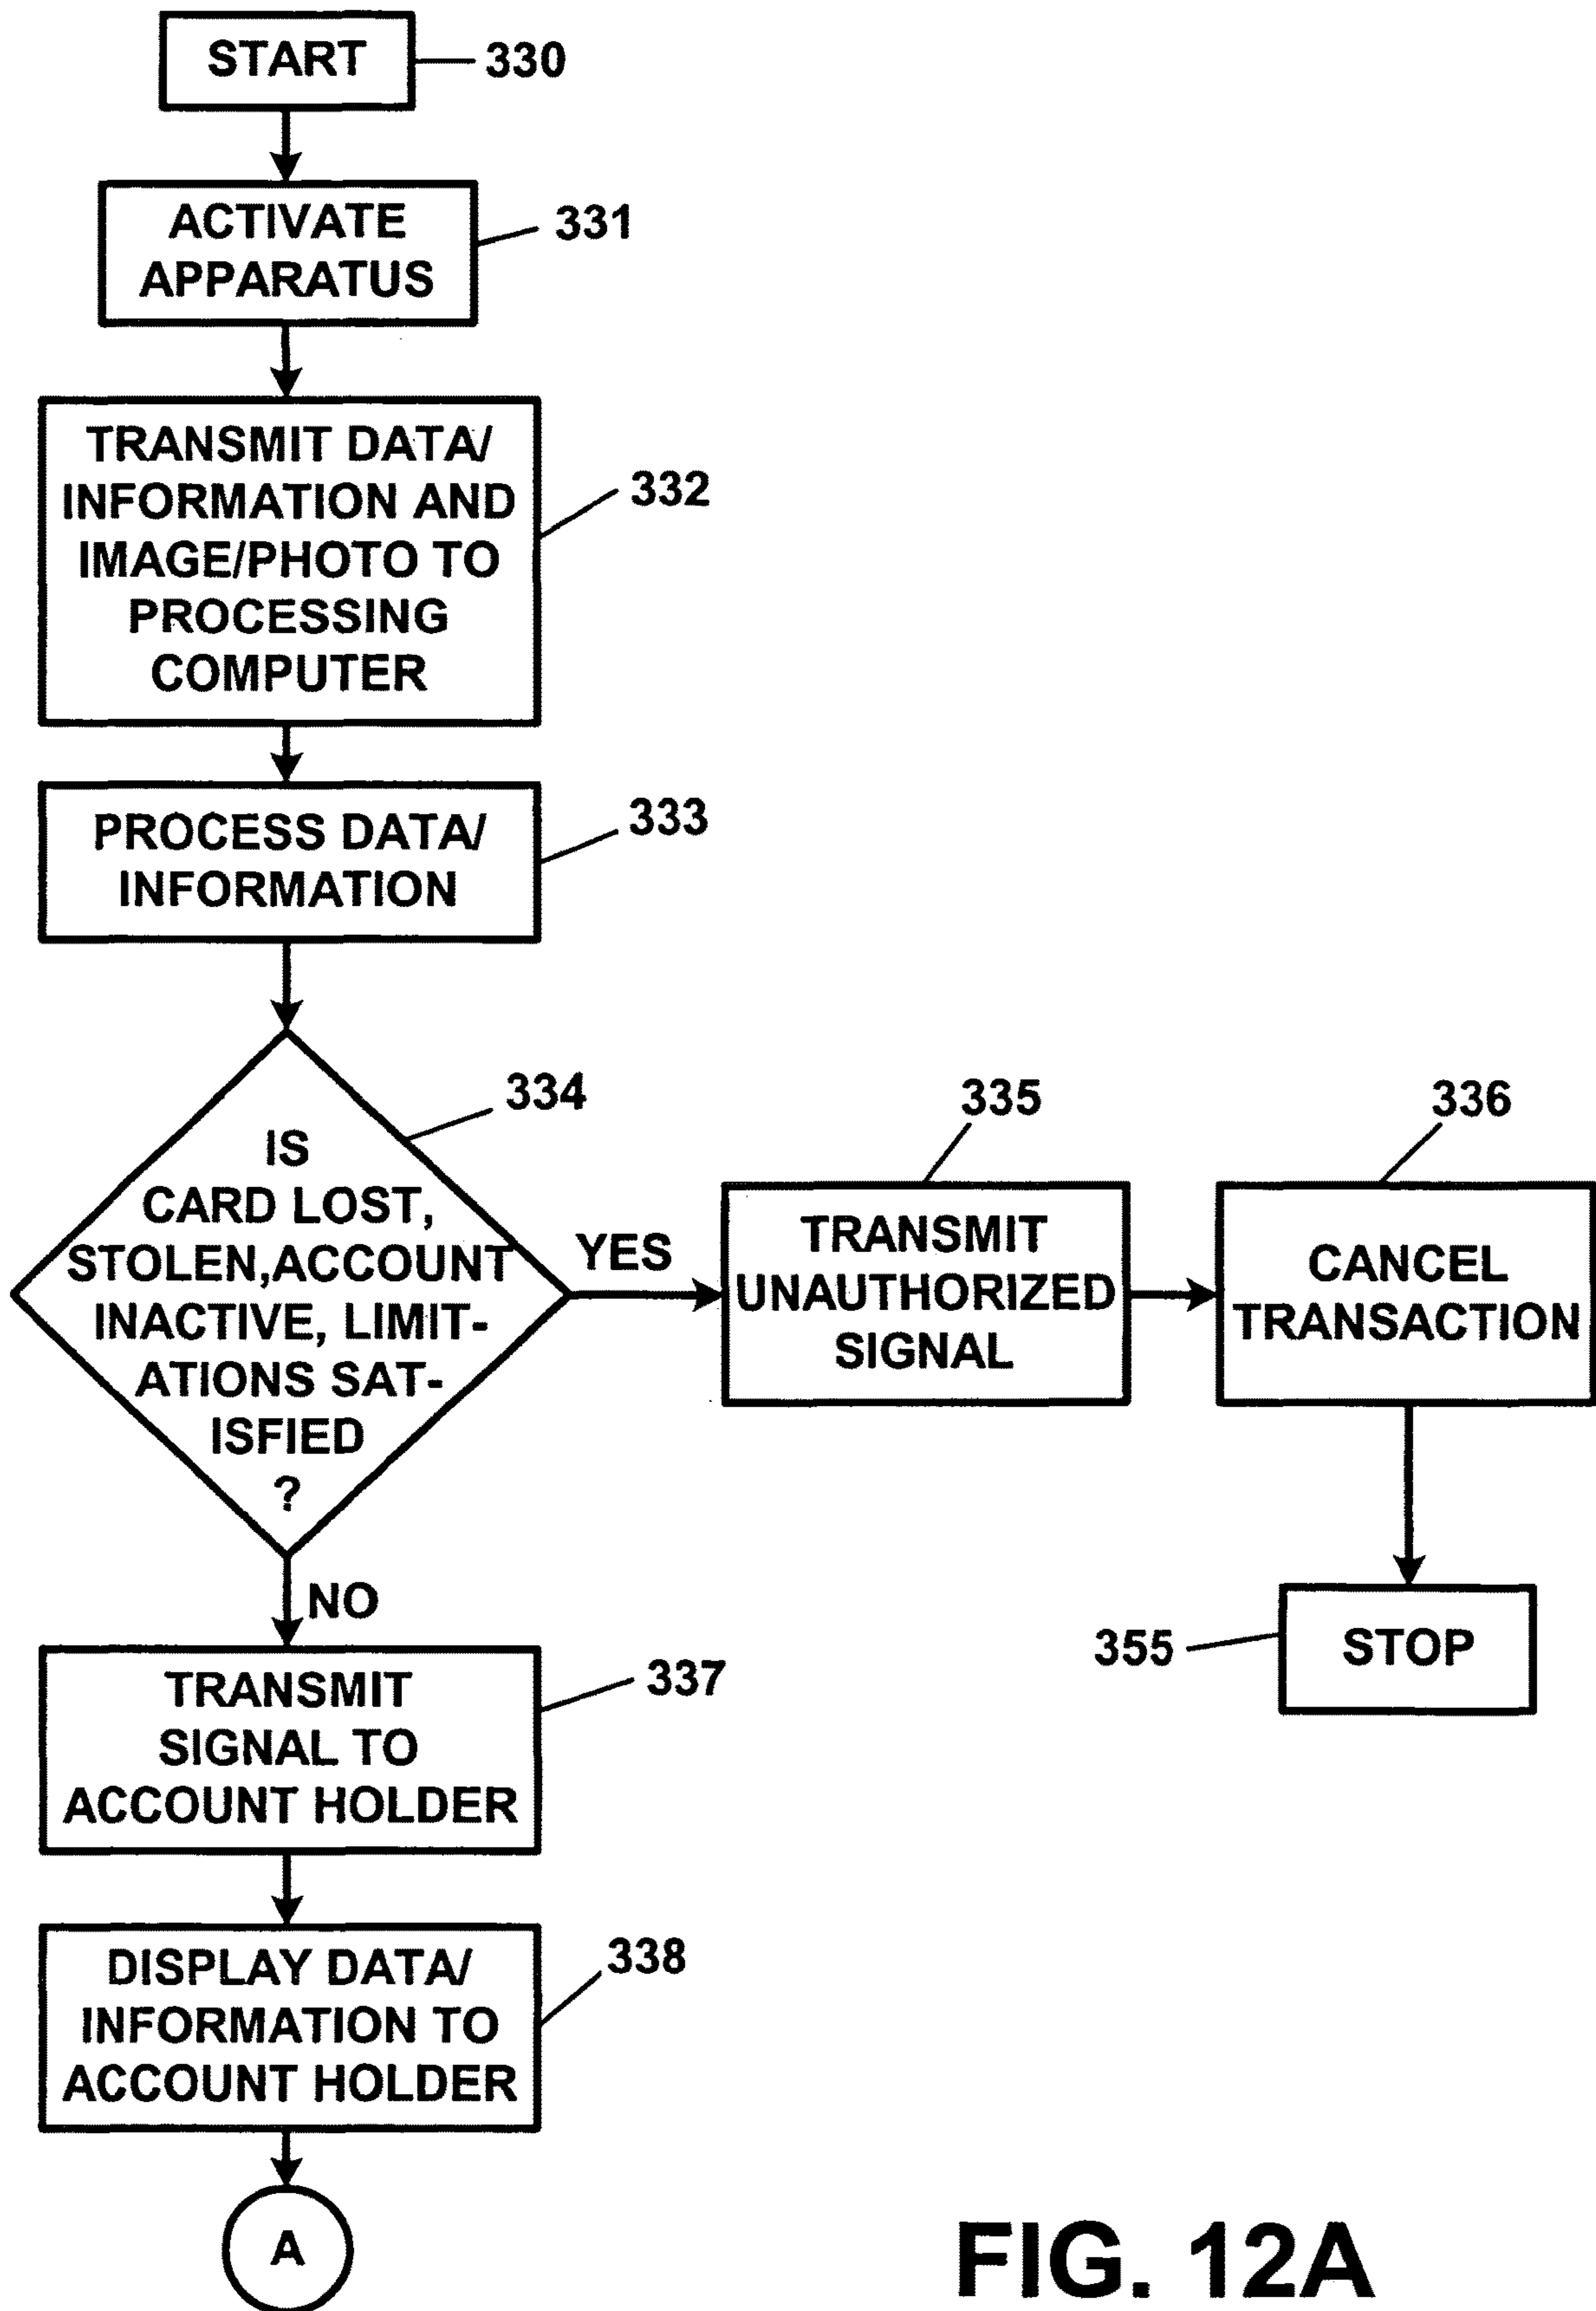 START
330
ACTIVATE
APPARATUS
331
TRANSMIT DATA/
INFORMATION AND
IMAGE/PHOTO TO
PROCESSING
COMPUTER
332
PROCESS DATA/
INFORMATION
333
334
IS
CARD LOST,
STOLEN,ACCOUNT
INACTIVE, LIMIT-
ATIONS SAT-
ISFIED
?
YES
335
TRANSMIT
UNAUTHORIZED
SIGNAL
336
CANCEL
TRANSACTION
355
STOP
NO
TRANSMIT
SIGNAL TO
ACCOUNT HOLDER
337
DISPLAY DATA/
INFORMATION TO
ACCOUNT HOLDER
338
A
FIG. 12A